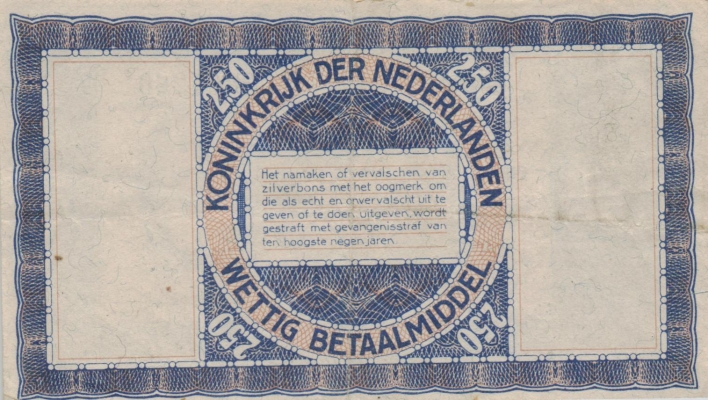 250
250
KONINKRIJK DER NEDERLANDEN
Het namaken of vervalschen van
zilverbons met het oogmerk om
die als echt en onvervalscht uit te
geven of te doen uitgeven, wordt
gestraft met gevangenisstraf van
ten hoogste negen jaren.
WETTIG BETAALMIDDEL
250
250